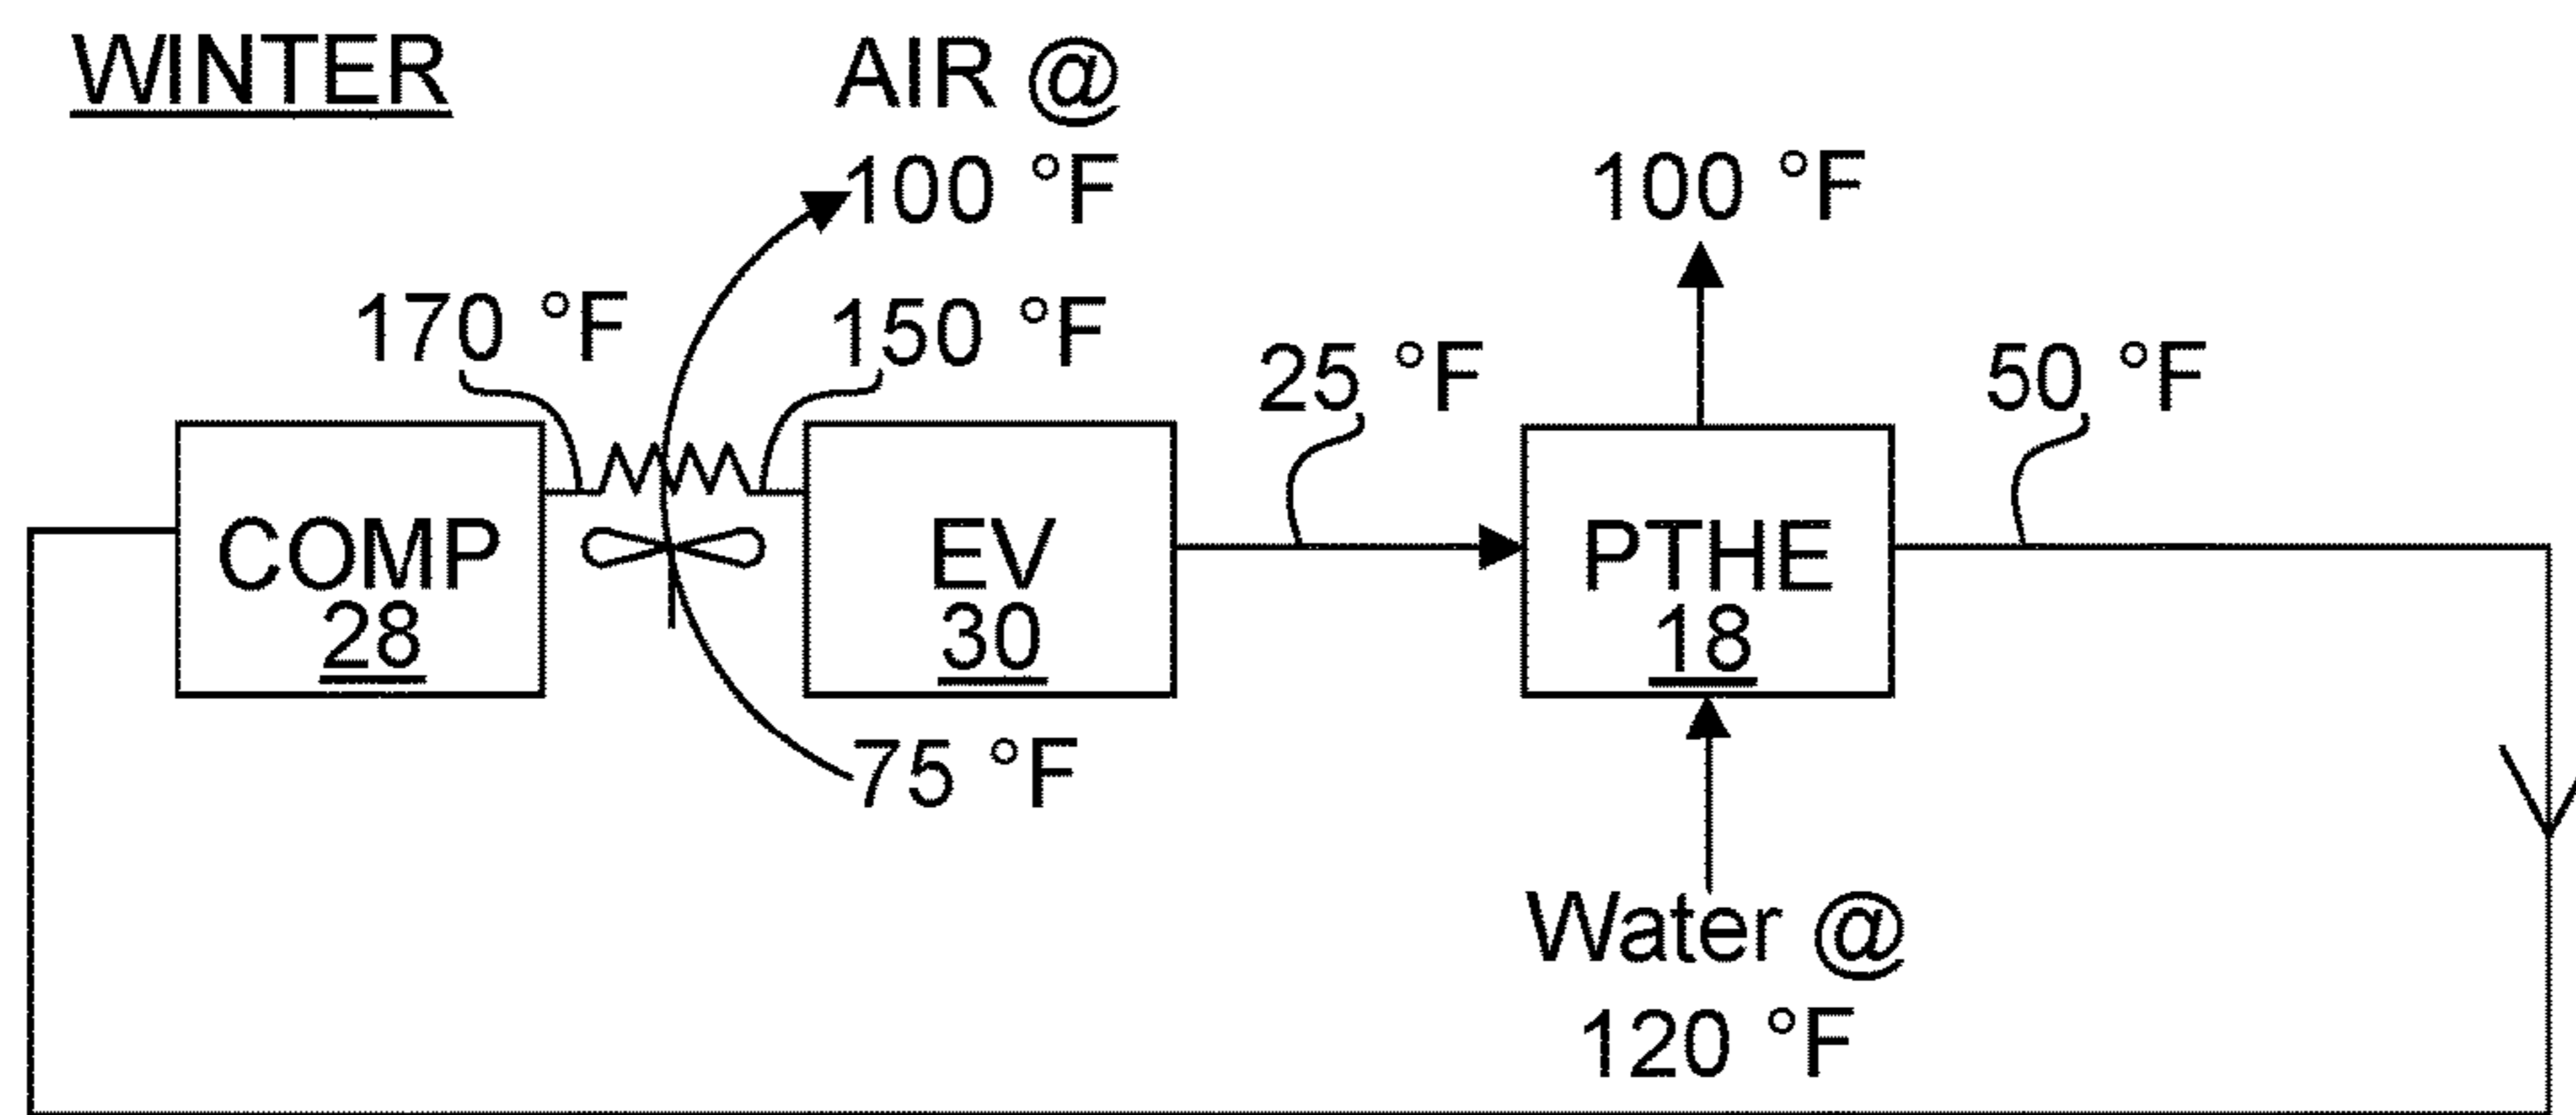 WINTER
AIR @
100 °F
100 °F
170 °F
150 °F
25 °F
50 °F
COMP
28
EV
30
PTHE
18
75 °F
Water @
120 °F